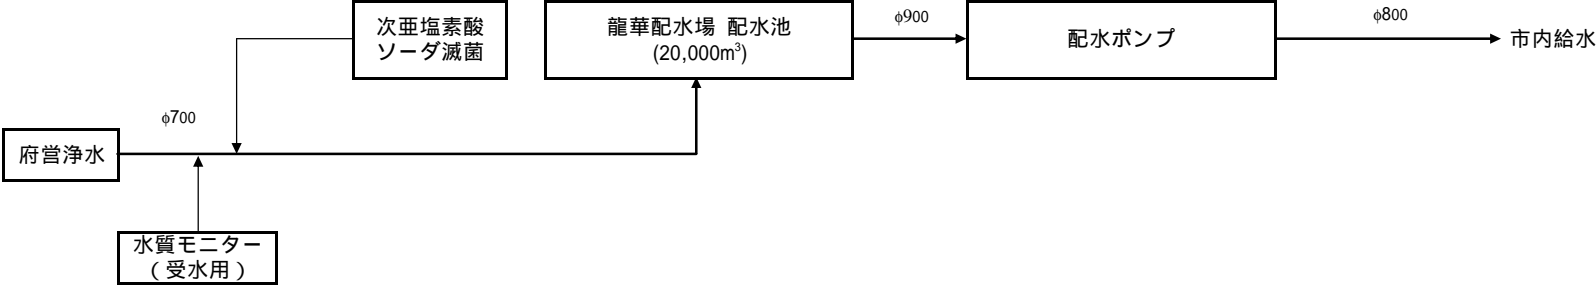 次亜塩素酸
ソーダ滅菌
龍華配水場 配水池
(20,000m³)
φ900
配水ポンプ
φ800
市内給水
φ700
府営浄水
水質モニター
（受水用）